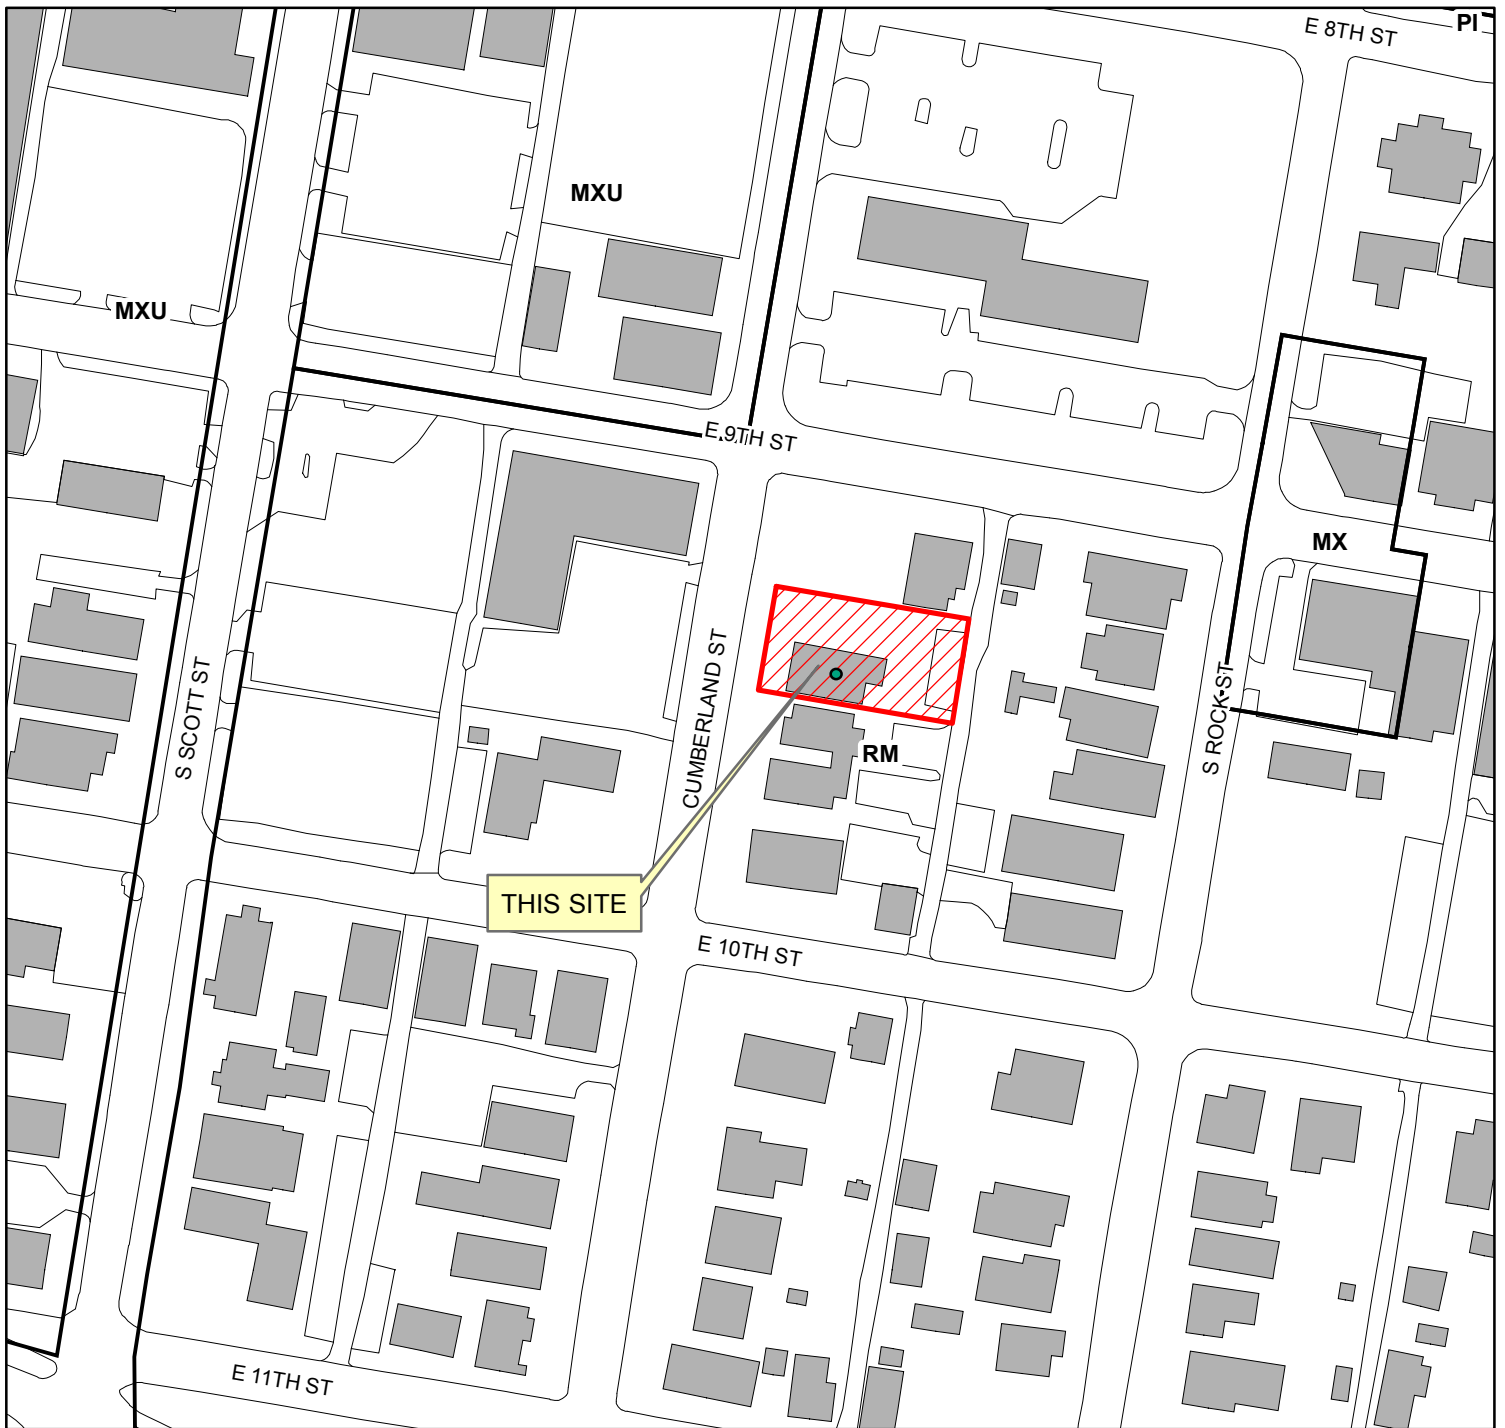 E 8TH ST
PI
MXU
MXU
E 9TH ST
MX
S SCOTT ST
CUMBERLAND ST
S ROCK ST
RM
THIS SITE
E 10TH ST
E 11TH ST